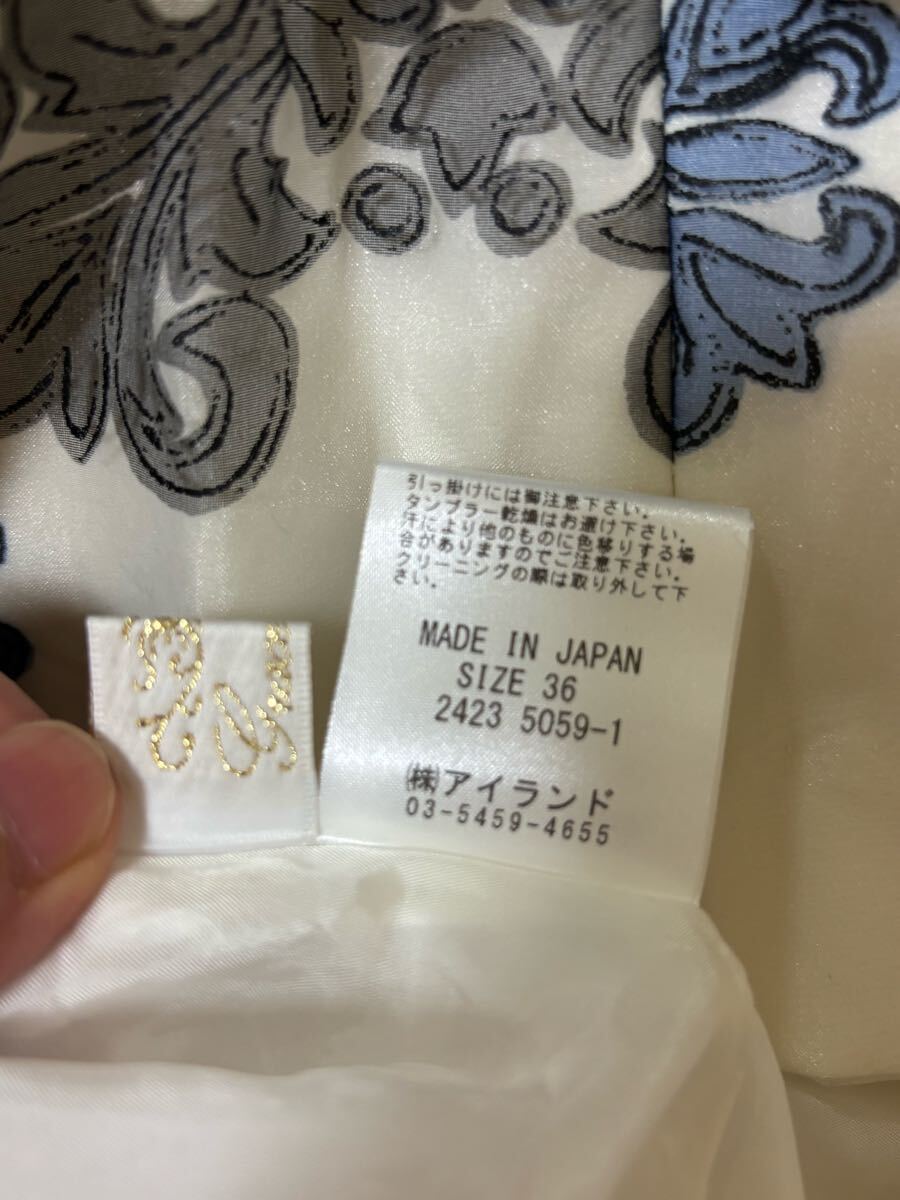 引っ掛けには御注意下さい。
タンブラー乾燥はお避け下さい。
汗により他のものに色移りする場
合がありますのでご注意下さい。
クリーニングの際は取り外して下
さい。
MADE IN JAPAN
SIZE 36
2423 5059-1
㈱アイランド
03-5459-4655